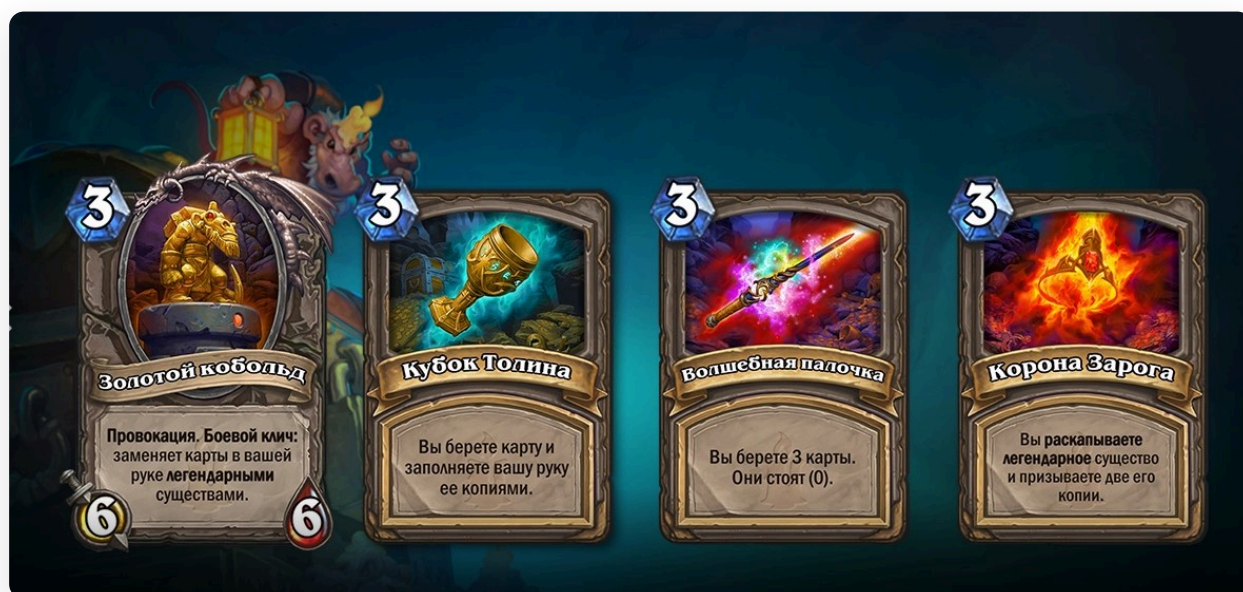 3
Золотой кобольд
Провокация. Боевой клич:
заменяет карты в вашей
руке легендарными
существами.
6
6
3
Кубок Толина
Вы берете карту и
заполняете вашу руку
ее копиями.
3
Волшебная палочка
Вы берете 3 карты.
Они стоят (0).
3
Корона Зарога
Вы раскапываете
легендарное существо
и призываете две его
копии.